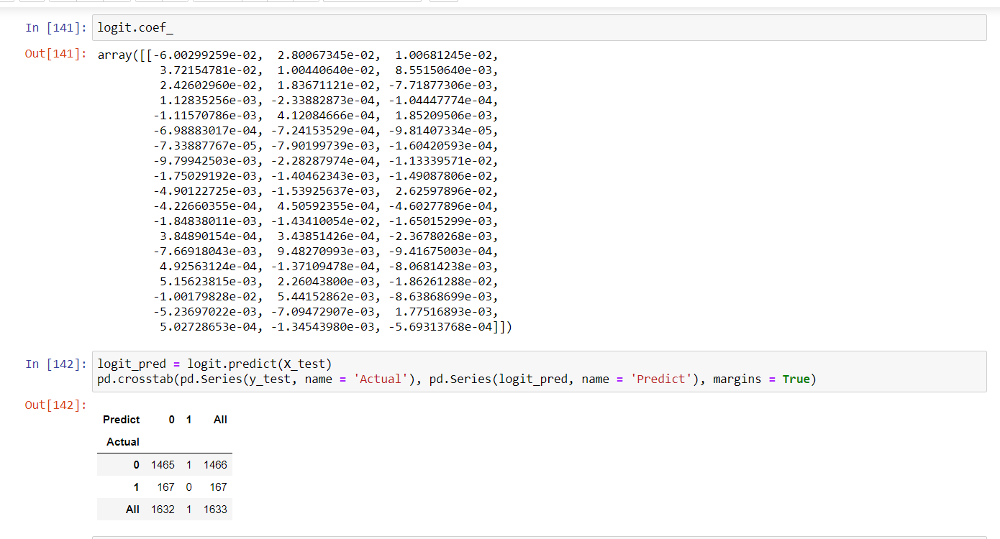 In [141]: logit.coef_
Out[141]: array([[-6.00299259e-02,  2.80067345e-02,  1.00681245e-02,
3.72154781e-02,  1.00440640e-02,  8.55150640e-03,
2.42602960e-02,  1.83671121e-02, -7.71877306e-03,
1.12835256e-03, -2.33882873e-04, -1.04447774e-04,
-1.11570786e-03,  4.12084666e-04,  1.85209506e-03,
-6.98883017e-04, -7.24153529e-04, -9.81407334e-05,
-7.33887767e-05, -7.90199739e-03, -1.60420593e-04,
-9.79942503e-03, -2.28287974e-04, -1.13339571e-02,
-1.75029192e-03, -1.40462343e-03, -1.49087806e-02,
-4.90122725e-03, -1.53925637e-03,  2.62597896e-02,
-4.22660355e-04,  4.50592355e-04, -4.60277896e-04,
-1.84838011e-03, -1.43410054e-02, -1.65015299e-03,
3.84890154e-04,  3.43851426e-04, -2.36780268e-03,
-7.66918043e-03,  9.48270993e-03, -9.41675003e-04,
4.92563124e-04, -1.37109478e-04, -8.06814238e-03,
5.15623815e-03,  2.26043800e-03, -1.86261288e-02,
-1.00179828e-02,  5.44152862e-03, -8.63868699e-03,
-5.23697022e-03, -7.09472907e-03,  1.77516893e-03,
5.02728653e-04, -1.34543980e-03, -5.69313768e-04]])
In [142]: logit_pred = logit.predict(X_test)
pd.crosstab(pd.Series(y_test, name = 'Actual'), pd.Series(logit_pred, name = 'Predict'), margins = True)
Out[142]:
Predict 0 1 All
Actual
0 1465 1 1466
1 167 0 167
All 1632 1 1633